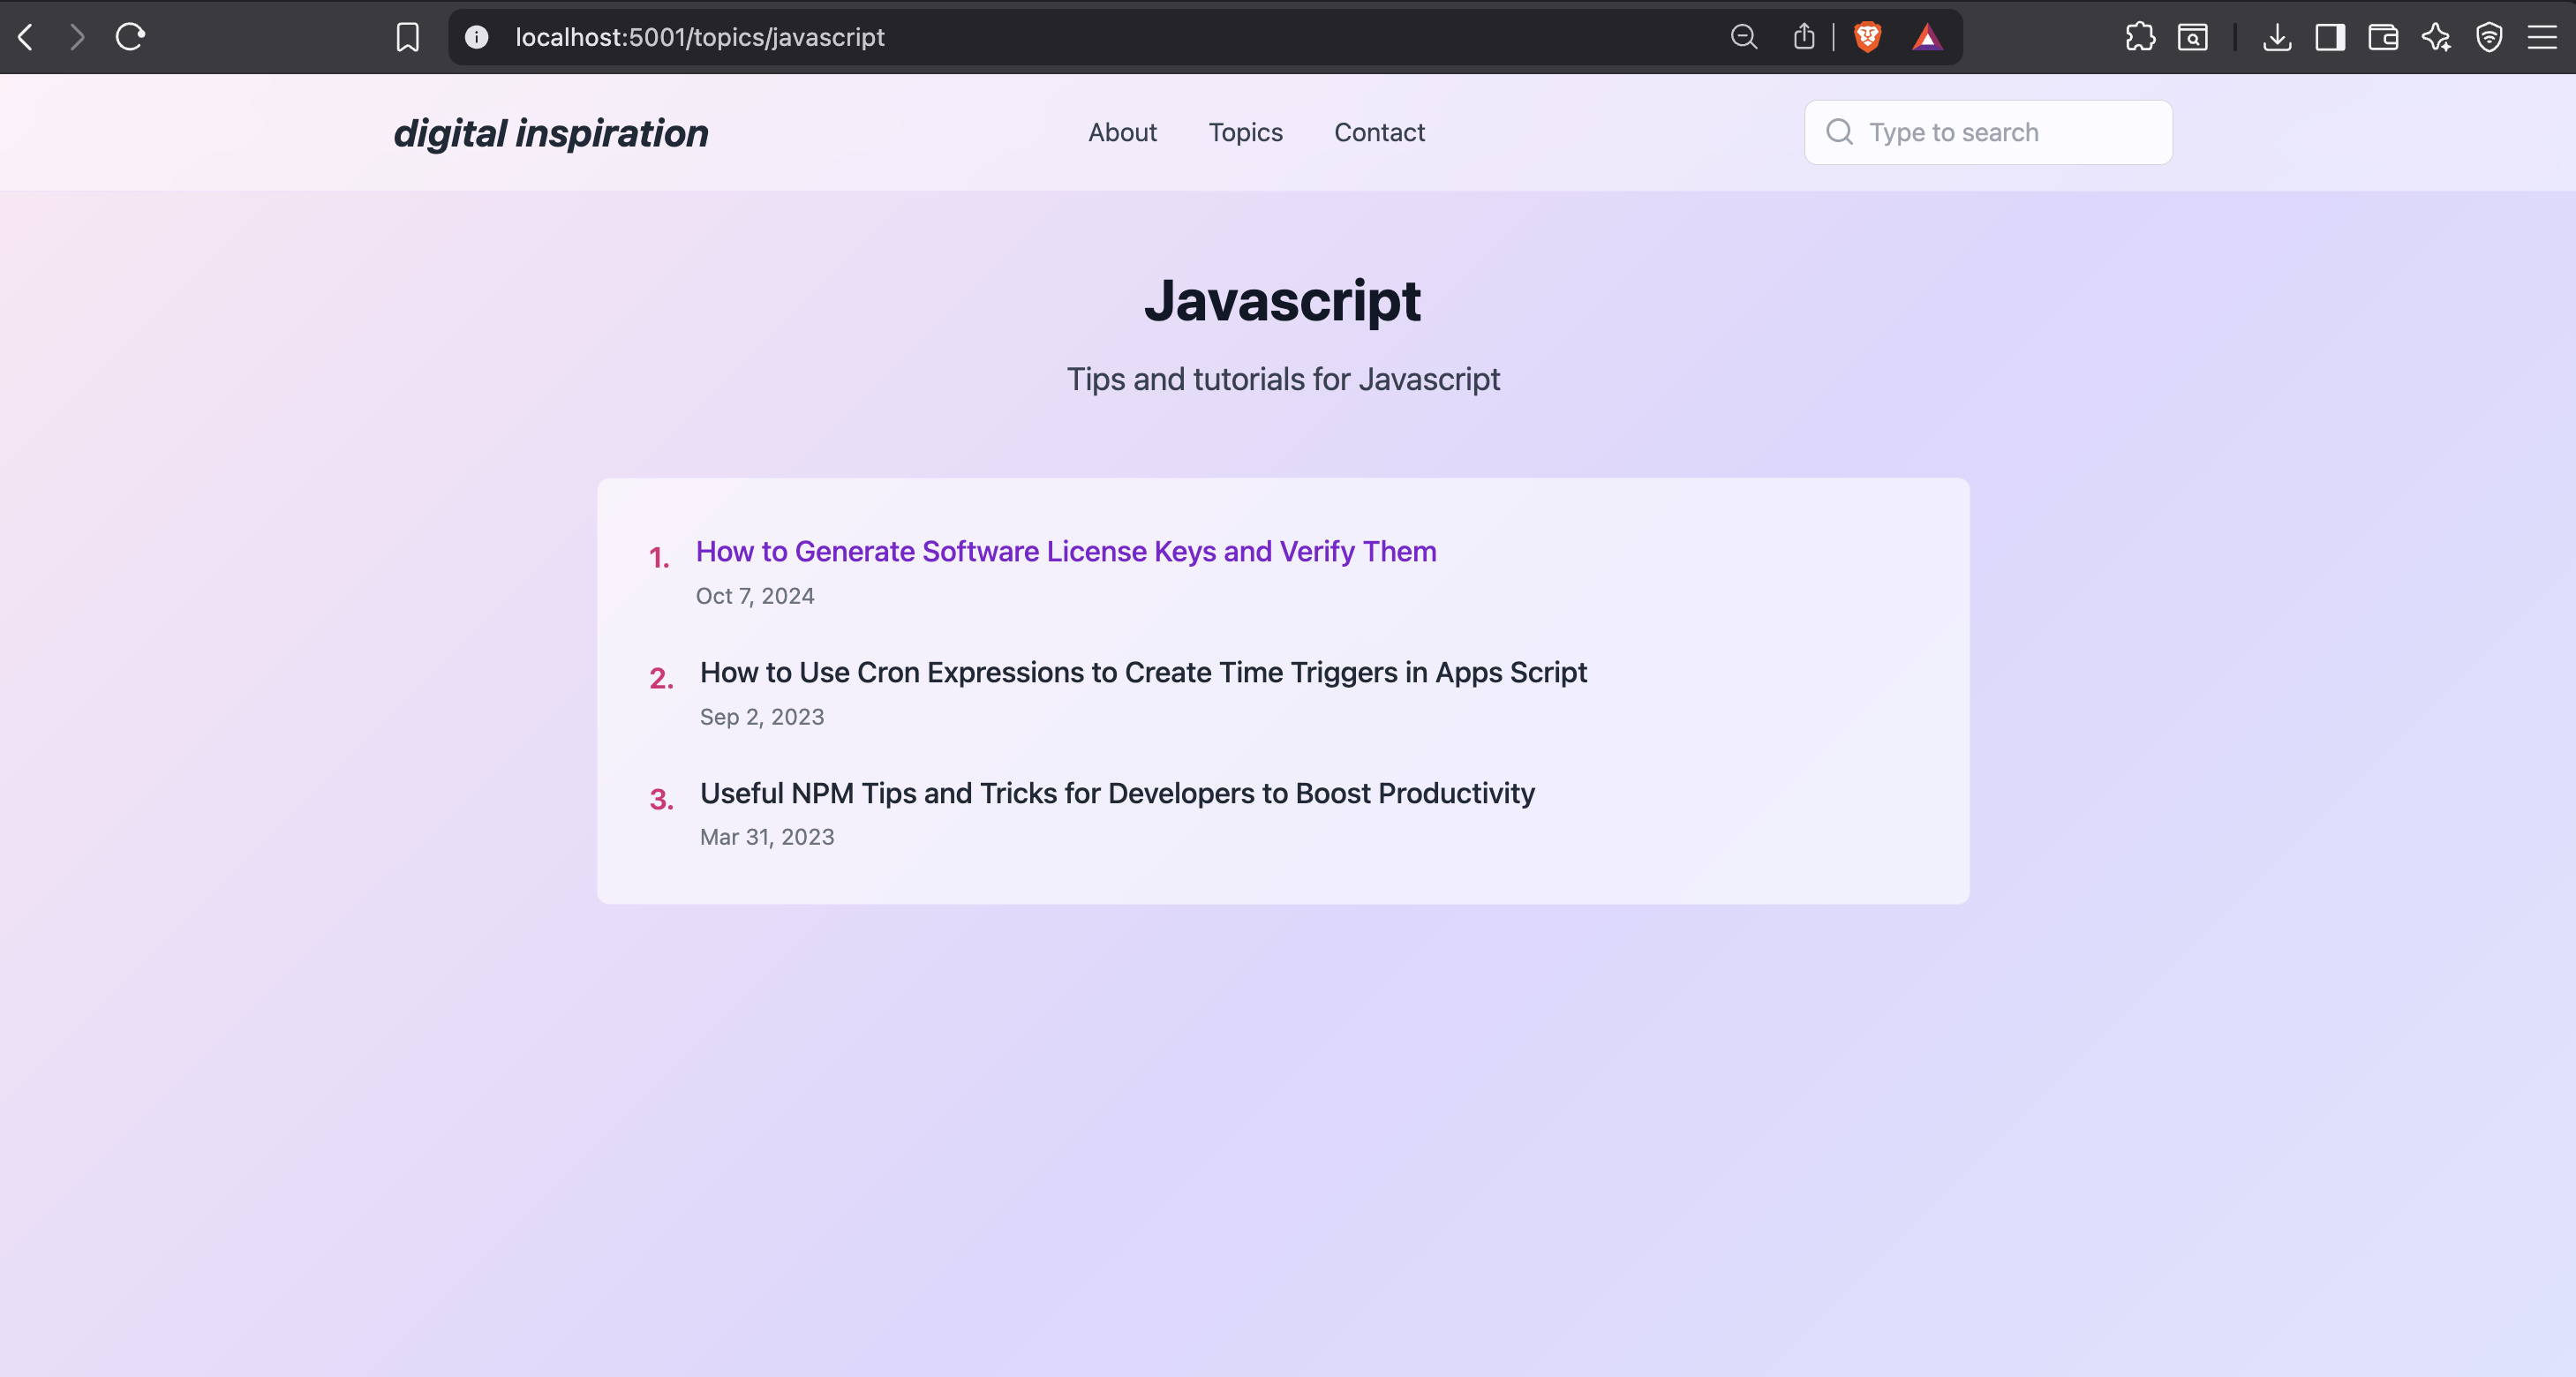 localhost:5001/topics/javascript
digital inspiration
About
Topics
Contact
Type to search
Javascript
Tips and tutorials for Javascript
1. How to Generate Software License Keys and Verify Them
Oct 7, 2024
2. How to Use Cron Expressions to Create Time Triggers in Apps Script
Sep 2, 2023
3. Useful NPM Tips and Tricks for Developers to Boost Productivity
Mar 31, 2023